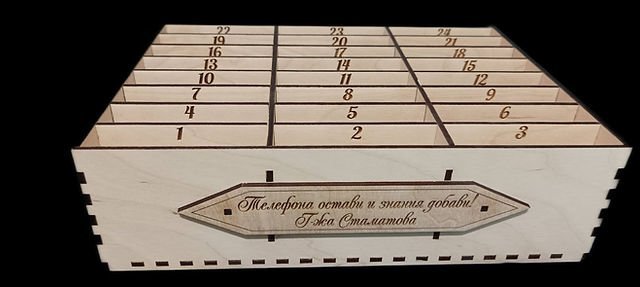 22 23 24
19 20 21
16 17 18
13 14 15
10 11 12
7 8 9
4 5 6
1 2 3
Телефона остави и знания добави!
Г-жа Стаматова